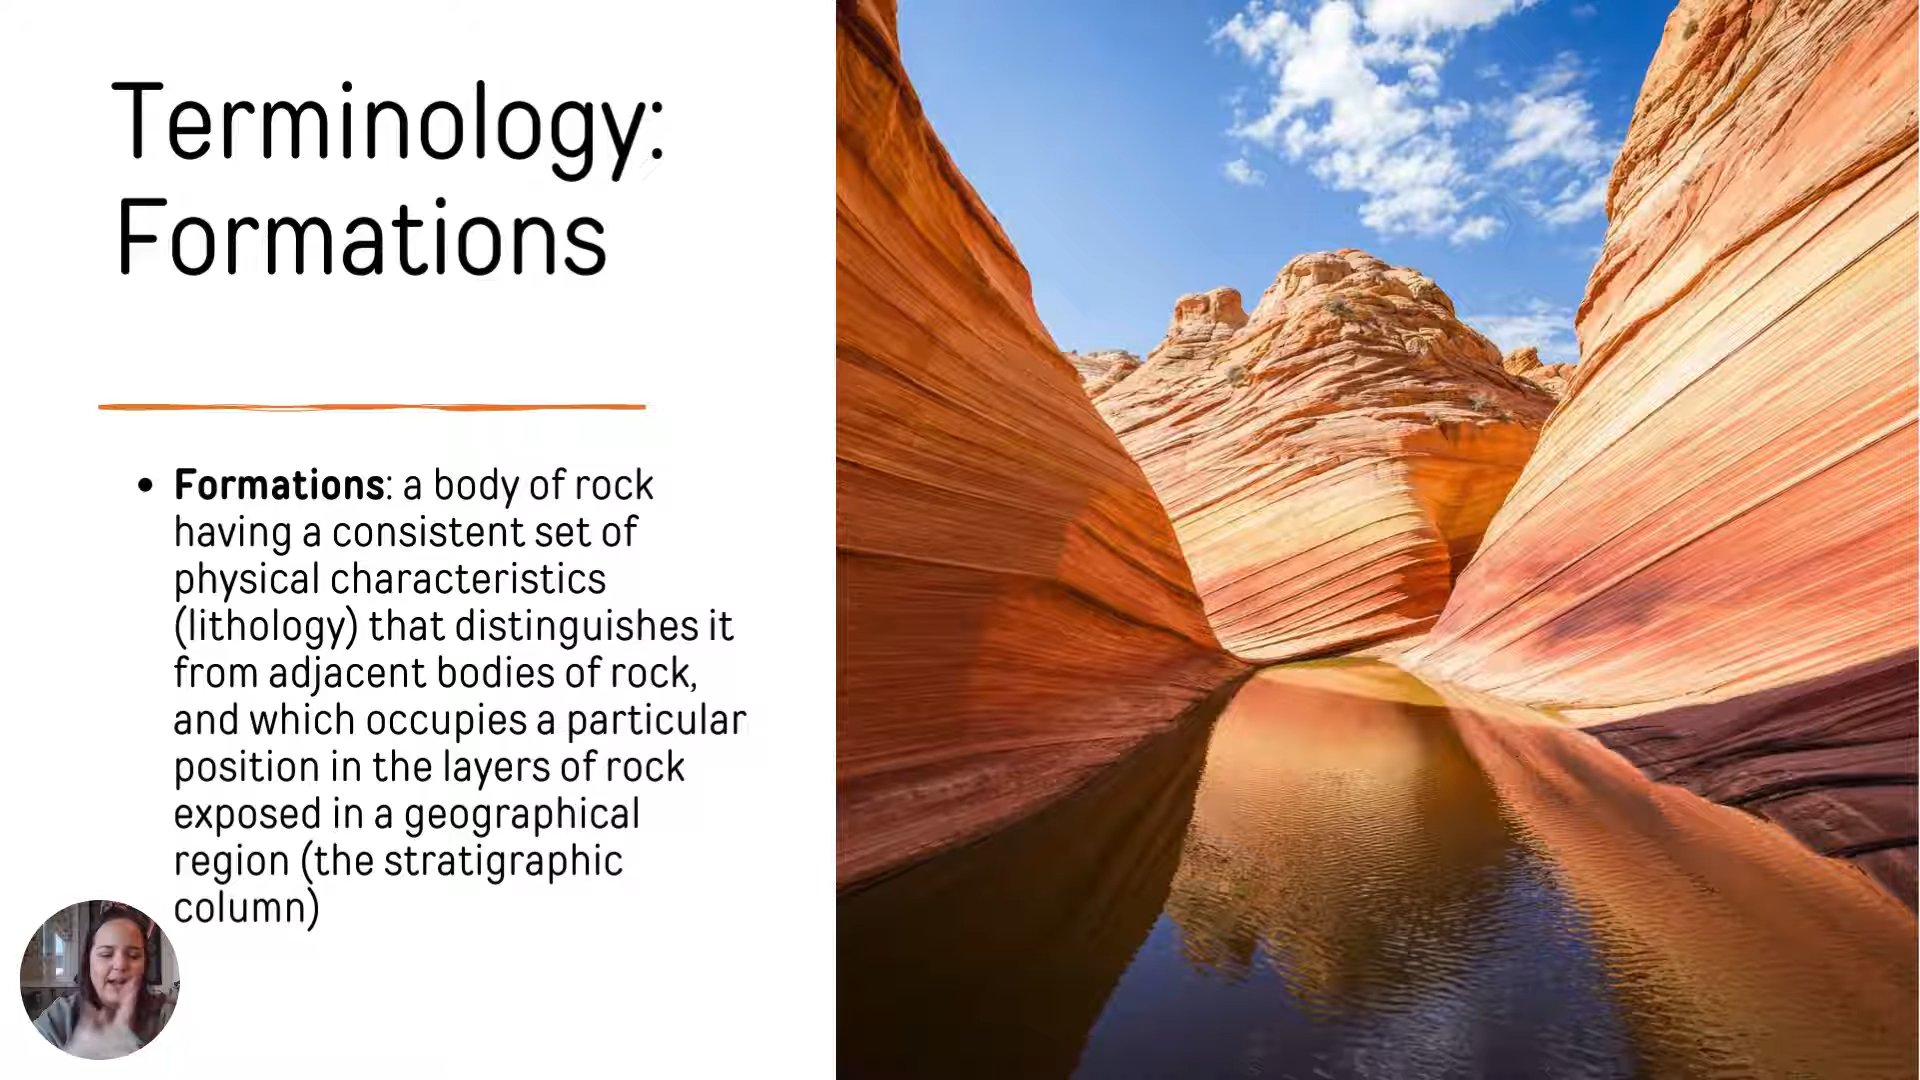 Terminology:
Formations
• Formations: a body of rock
having a consistent set of
physical characteristics
(lithology) that distinguishes it
from adjacent bodies of rock,
and which occupies a particular
position in the layers of rock
exposed in a geographical
region (the stratigraphic
column)